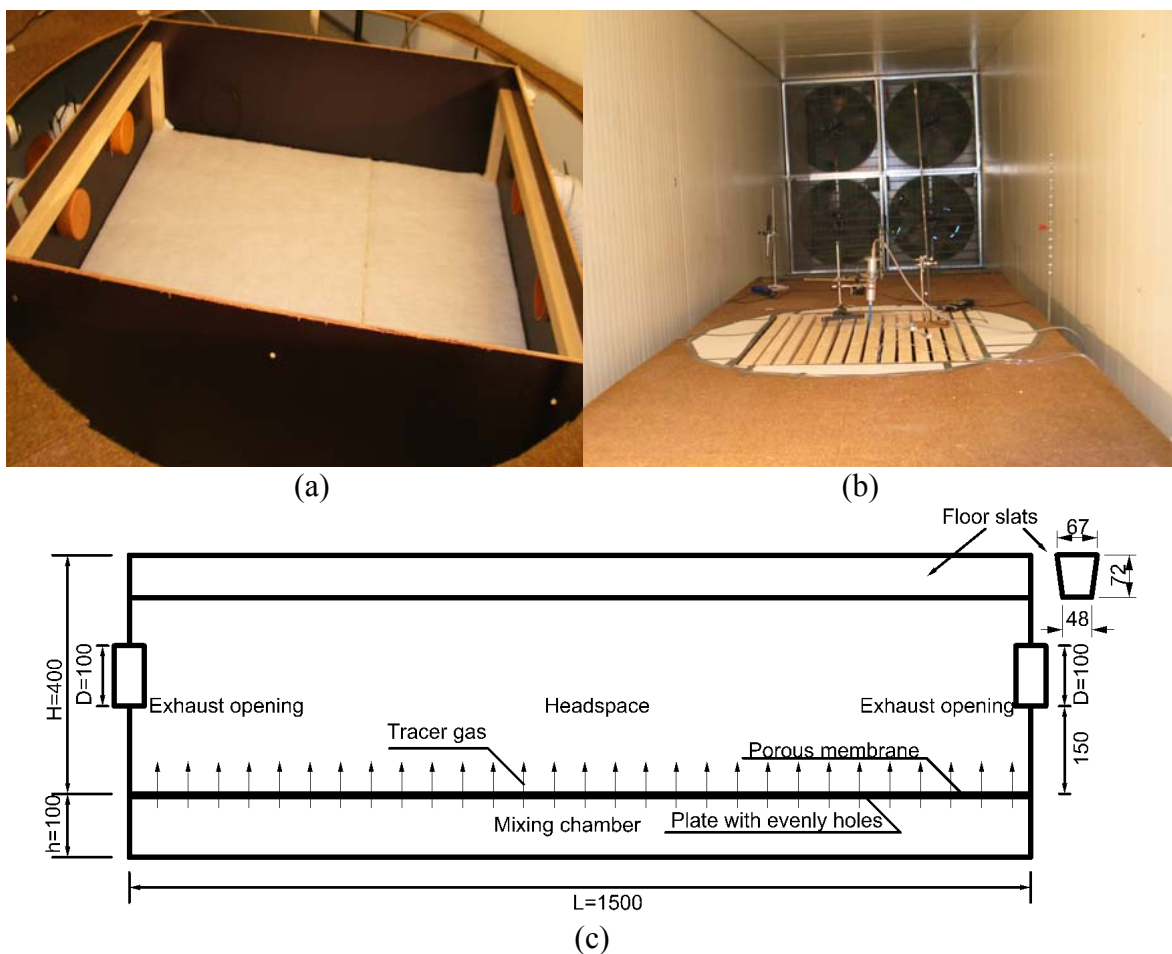 (a)
(b)
Floor slats
67
72
48
H=400
D=100
D=100
Exhaust opening
Headspace
Exhaust opening
Tracer gas
Porous membrane
150
h=100
Mixing chamber
Plate with evenly holes
L=1500
(c)